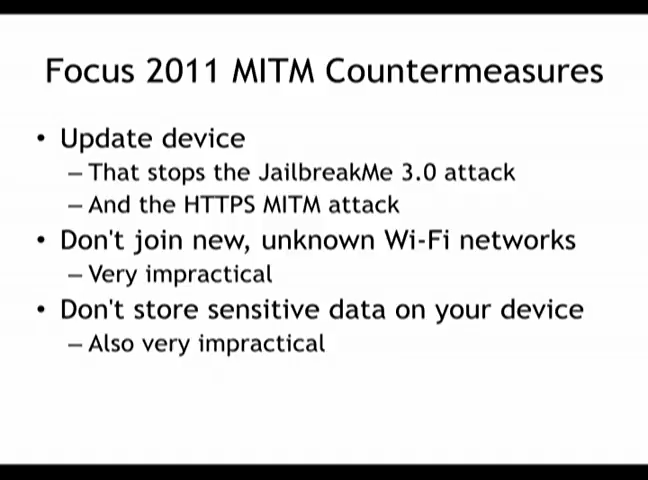 Focus 2011 MITM Countermeasures
• Update device
– That stops the JailbreakMe 3.0 attack
– And the HTTPS MITM attack
• Don't join new, unknown Wi-Fi networks
– Very impractical
• Don't store sensitive data on your device
– Also very impractical